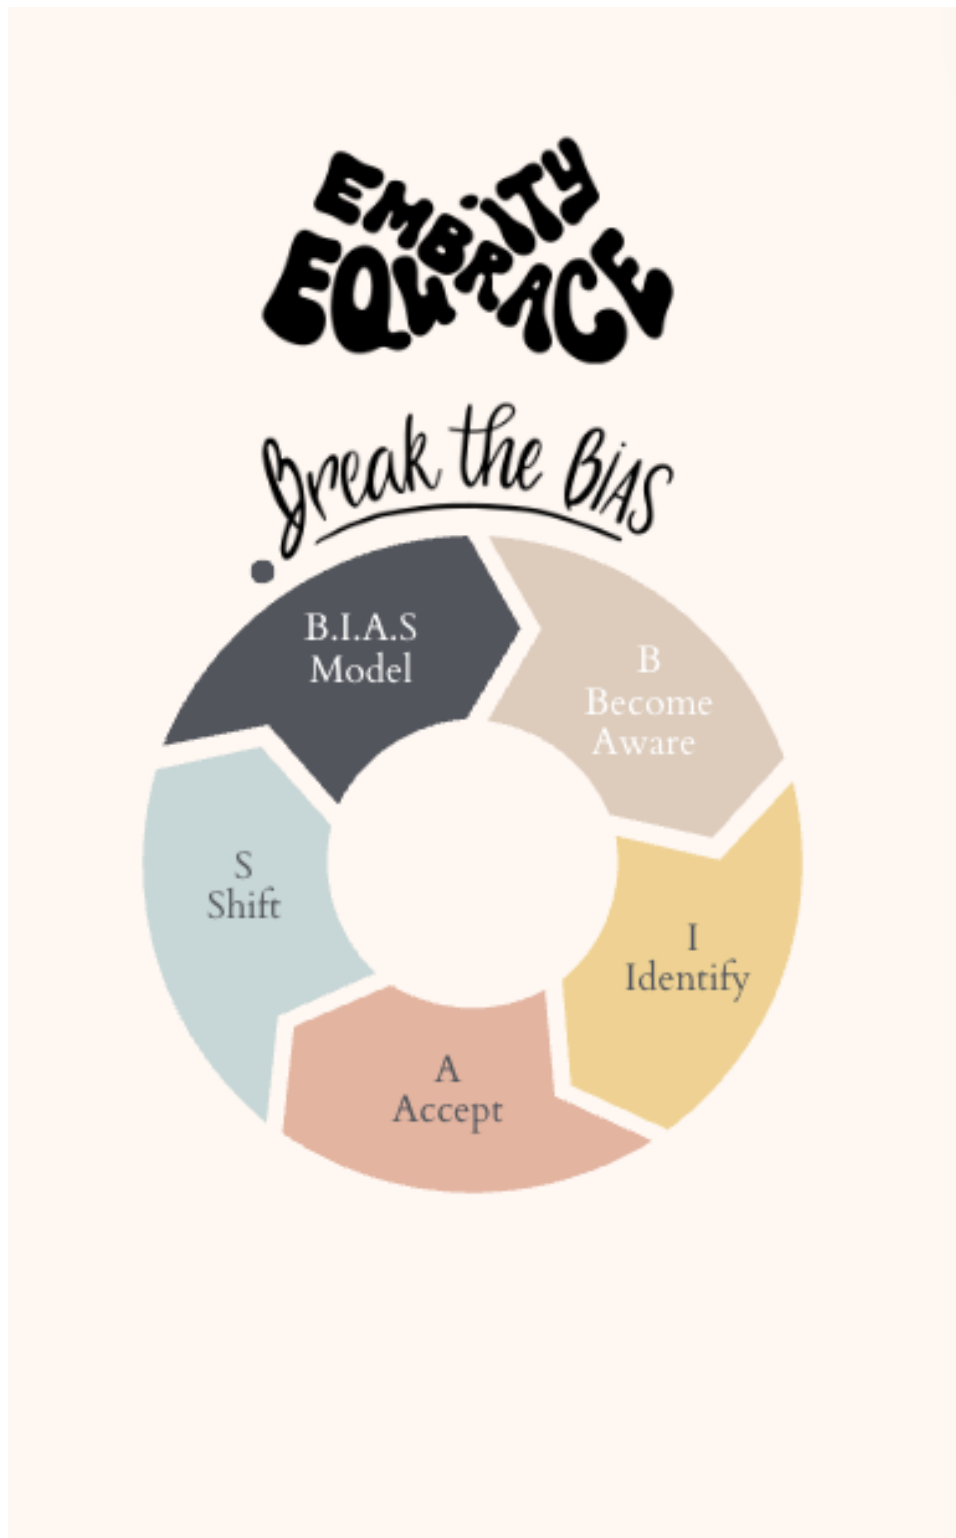 EMBRACE
EQUiTY
Break the BiAS
B.I.A.S
Model
B
Become
Aware
I
Identify
A
Accept
S
Shift